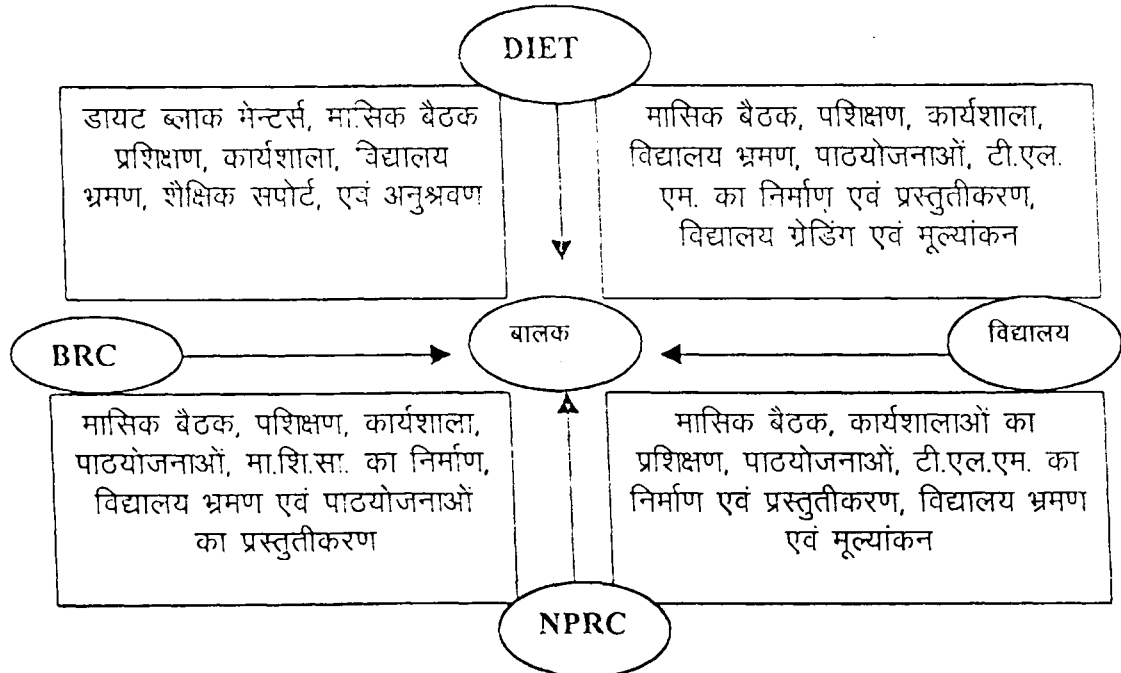 DIET
डायट ब्लाक मेन्टर्स, मासिक बैठक
प्रशिक्षण, कार्यशाला, विद्यालय
भ्रमण, शैक्षिक सपोर्ट, एवं अनुश्रवण
मासिक बैठक, पशिक्षण, कार्यशाला,
विद्यालय भ्रमण, पाठयोजनाओं, टी.एल.
एम. का निर्माण एवं प्रस्तुतीकरण,
विद्यालय ग्रेडिंग एवं मूल्यांकन
BRC
बालक
विद्यालय
मासिक बैठक, पशिक्षण, कार्यशाला,
पाठयोजनाओं, मा.शि.सा. का निर्माण,
विद्यालय भ्रमण एवं पाठयोजनाओं
का प्रस्तुतीकरण
मासिक बैठक, कार्यशालाओं का
प्रशिक्षण, पाठयोजनाओं, टी.एल.एम. का
निर्माण एवं प्रस्तुतीकरण, विद्यालय भ्रमण
एवं मूल्यांकन
NPRC